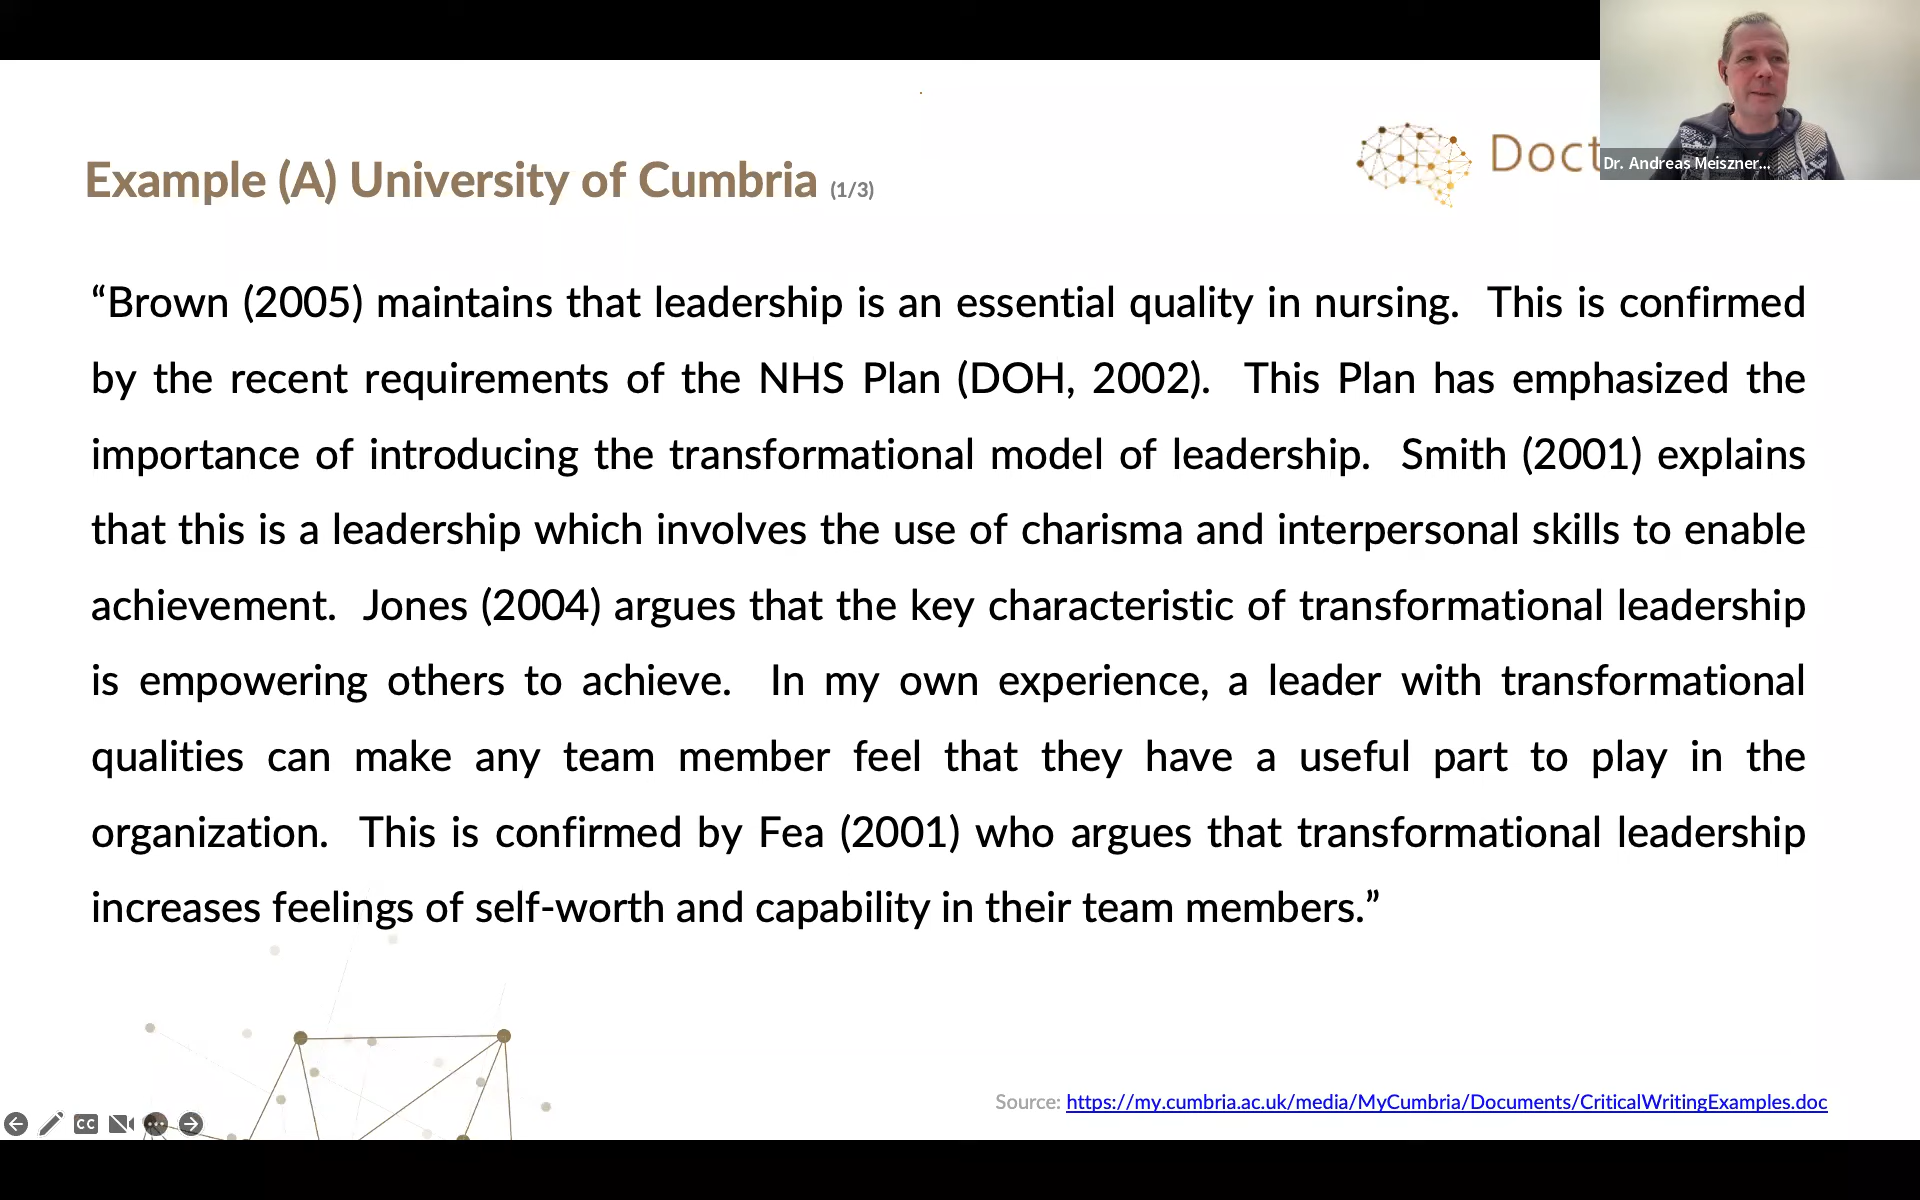 Example (A) University of Cumbria (1/3)
Doct
Dr. Andreas Meiszner...
“Brown (2005) maintains that leadership is an essential quality in nursing.  This is confirmed
by the recent requirements of the NHS Plan (DOH, 2002).  This Plan has emphasized the
importance of introducing the transformational model of leadership.  Smith (2001) explains
that this is a leadership which involves the use of charisma and interpersonal skills to enable
achievement.  Jones (2004) argues that the key characteristic of transformational leadership
is empowering others to achieve.  In my own experience, a leader with transformational
qualities can make any team member feel that they have a useful part to play in the
organization.  This is confirmed by Fea (2001) who argues that transformational leadership
increases feelings of self-worth and capability in their team members.”
Source: https://my.cumbria.ac.uk/media/MyCumbria/Documents/CriticalWritingExamples.doc
CC